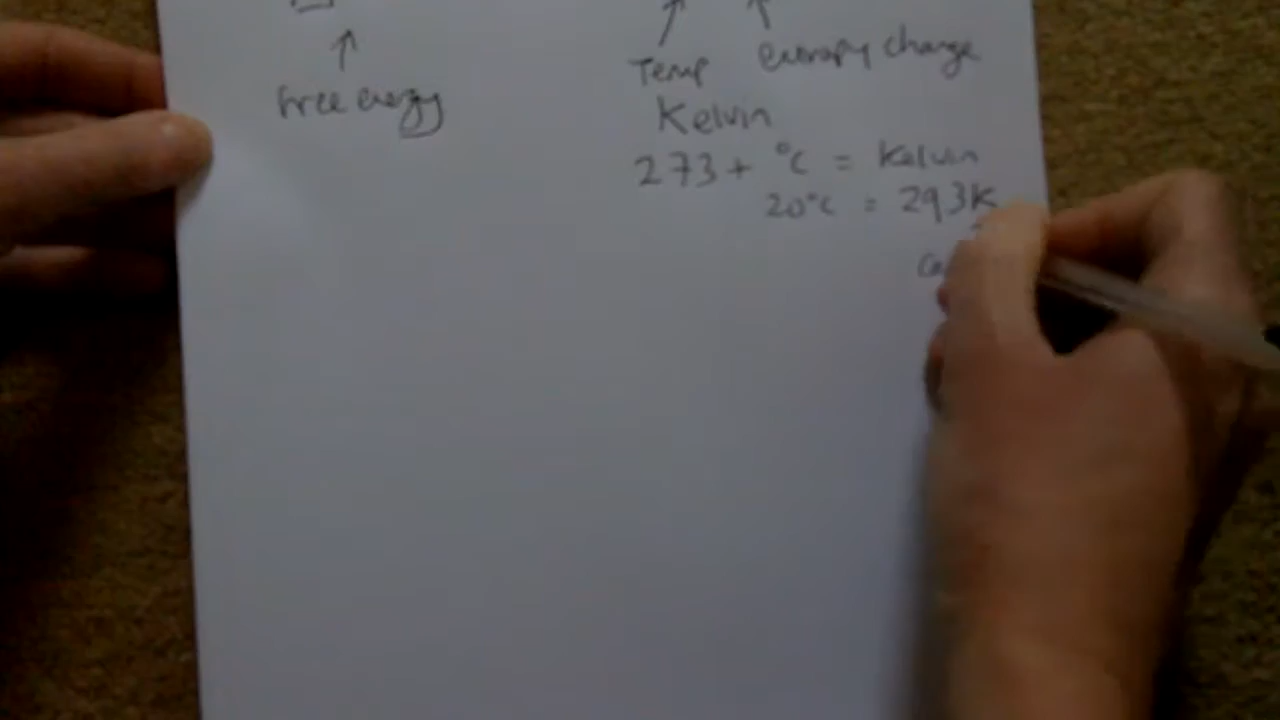 Temp entropy change
Free energy
Kelvin
273 + °C = Kelvin
20°C = 293K